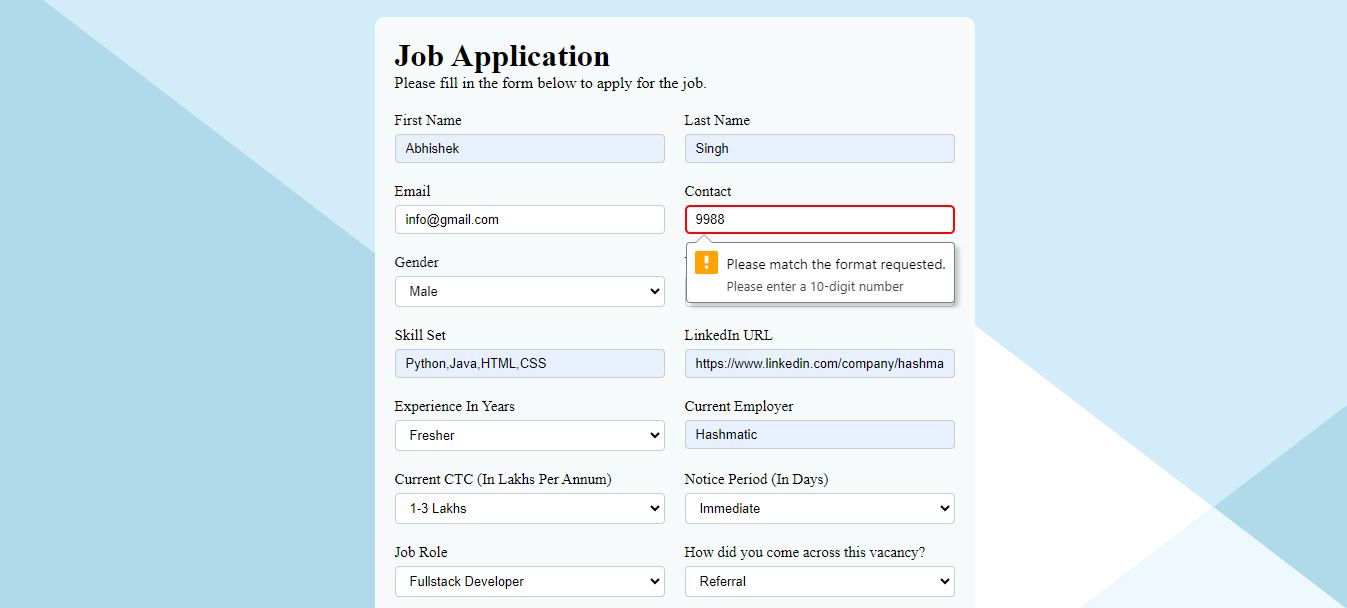 Job Application
Please fill in the form below to apply for the job.
First Name
Last Name
Abhishek
Singh
Email
Contact
info@gmail.com
9988
Gender
Please match the format requested.
Please enter a 10-digit number
Male
Skill Set
LinkedIn URL
Python,Java,HTML,CSS
https://www.linkedin.com/company/hashma
Experience In Years
Current Employer
Fresher
Hashmatic
Current CTC (In Lakhs Per Annum)
Notice Period (In Days)
1-3 Lakhs
Immediate
Job Role
How did you come across this vacancy?
Fullstack Developer
Referral